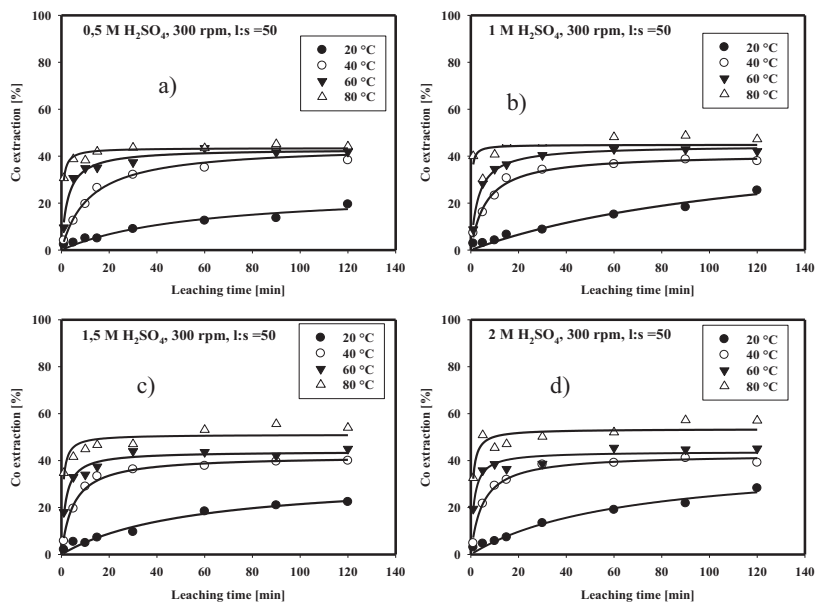 0,5 M H₂SO₄, 300 rpm, l:s =50
20 °C
40 °C
60 °C
80 °C
a)
Co extraction [%]
100
80
60
40
20
0
0 20 40 60 80 100 120 140
Leaching time [min]
1 M H₂SO₄, 300 rpm, l:s =50
20 °C
40 °C
60 °C
80 °C
b)
Co extraction [%]
100
80
60
40
20
0
0 20 40 60 80 100 120 140
Leaching time [min]
1,5 M H₂SO₄, 300 rpm, l:s =50
20 °C
40 °C
60 °C
80 °C
c)
Co extraction [%]
100
80
60
40
20
0
0 20 40 60 80 100 120 140
Leaching time [min]
2 M H₂SO₄, 300 rpm, l:s =50
20 °C
40 °C
60 °C
80 °C
d)
Co extraction [%]
100
80
60
40
20
0
0 20 40 60 80 100 120 140
Leaching time [min]